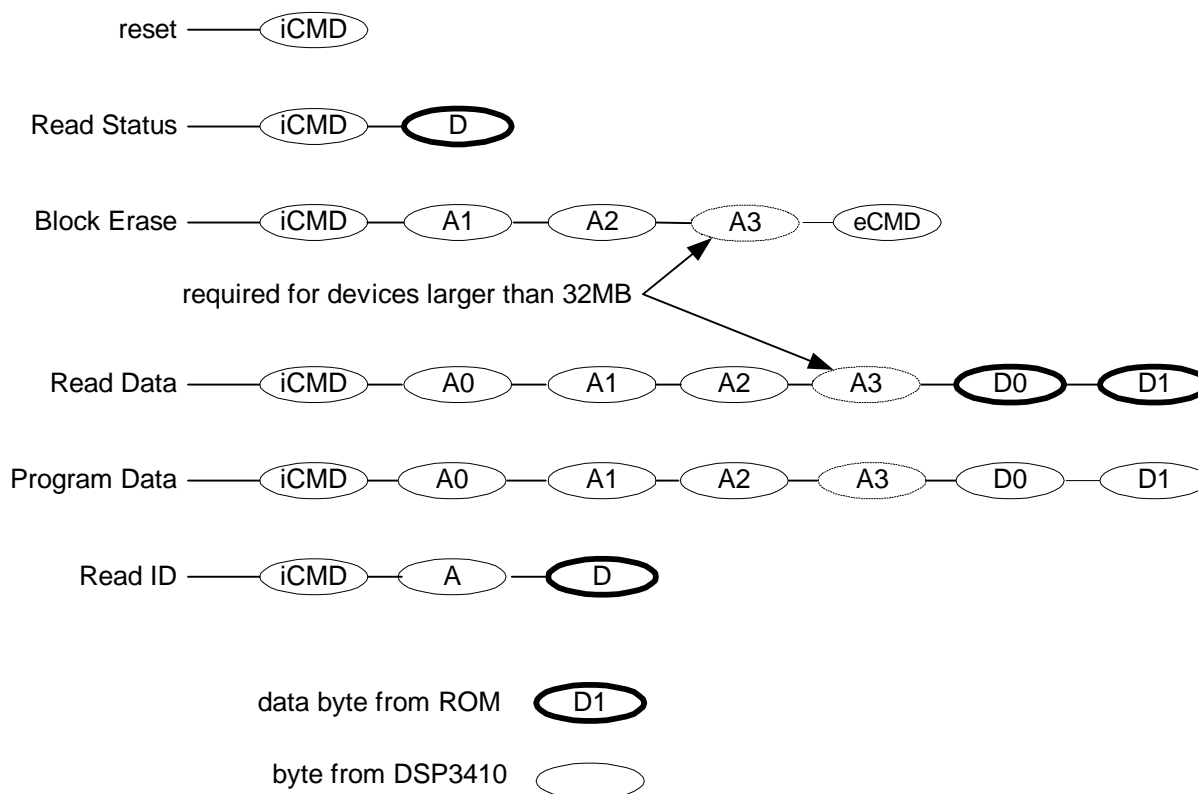 reset iCMD
Read Status iCMD D
Block Erase iCMD A1 A2 A3 eCMD
required for devices larger than 32MB
Read Data iCMD A0 A1 A2 A3 D0 D1
Program Data iCMD A0 A1 A2 A3 D0 D1
Read ID iCMD A D
data byte from ROM D1
byte from DSP3410